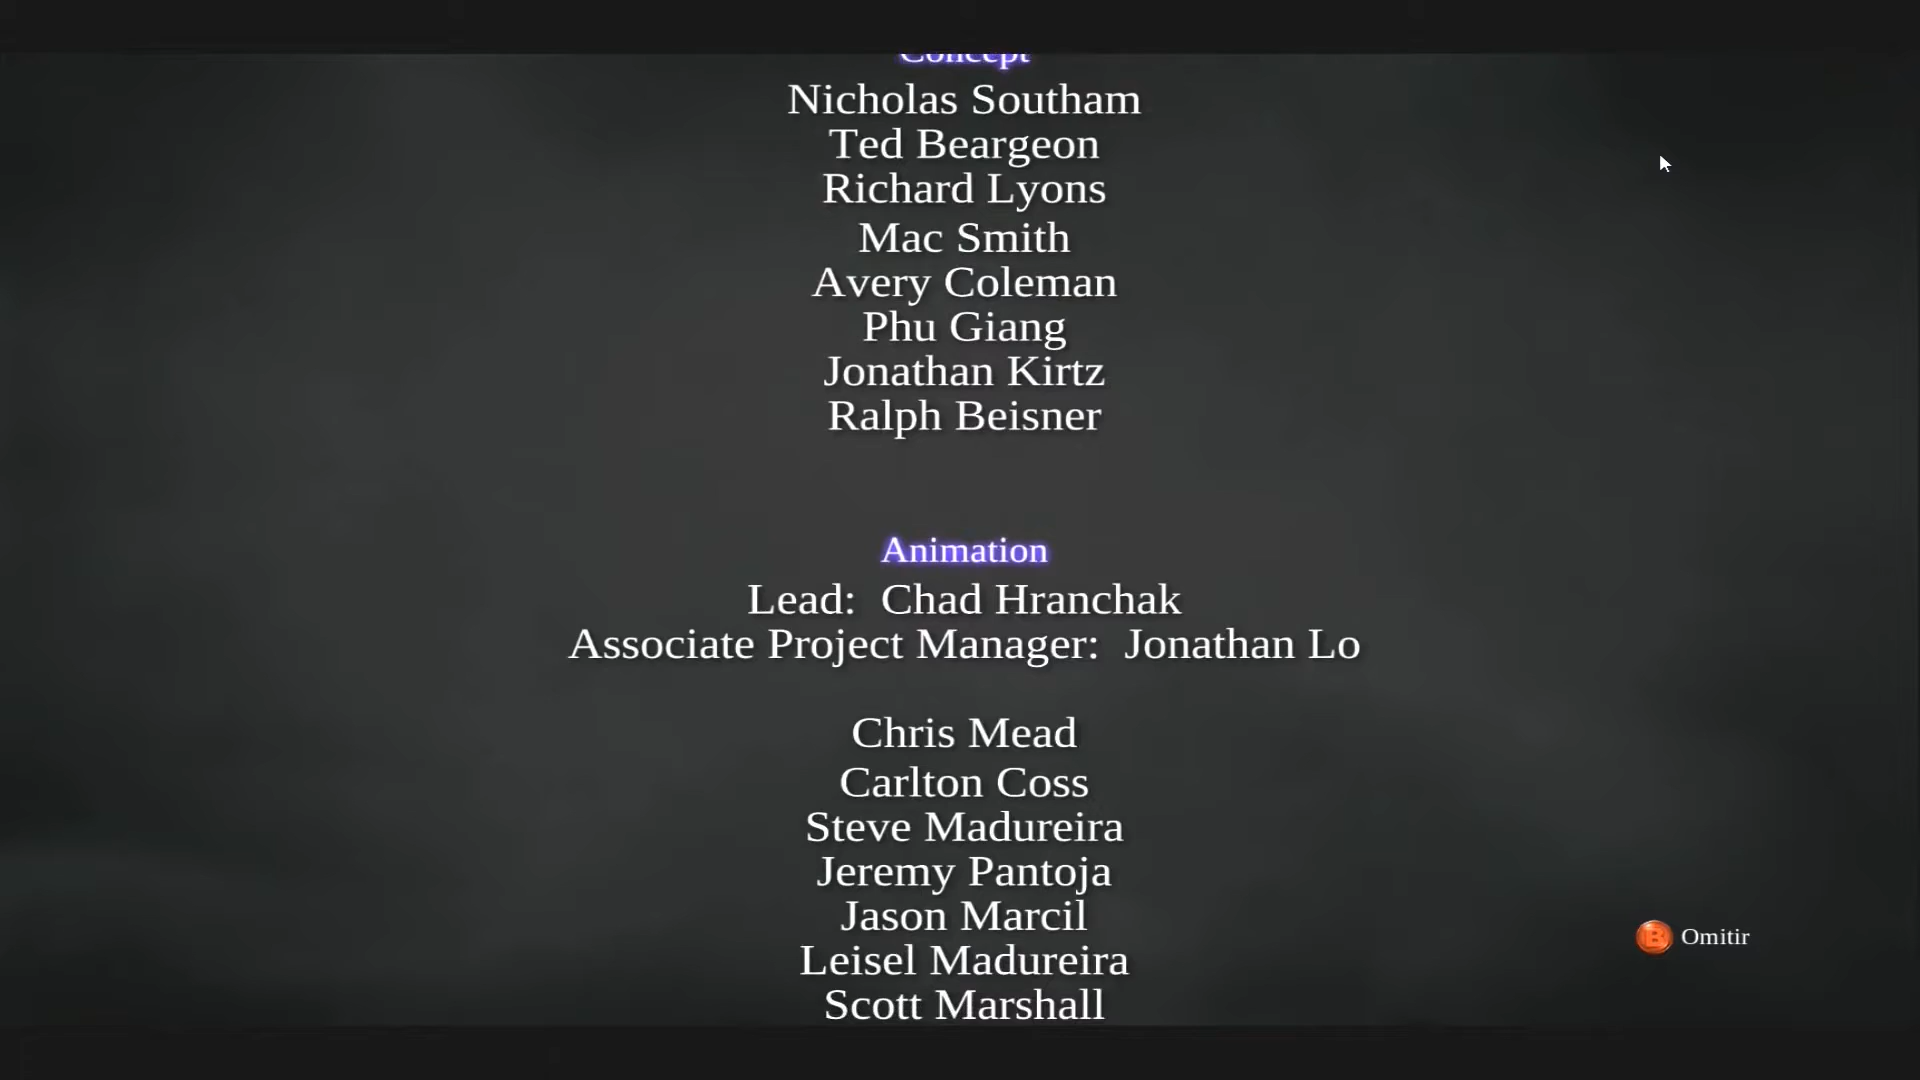 Concept
Nicholas Southam
Ted Beargeon
Richard Lyons
Mac Smith
Avery Coleman
Phu Giang
Jonathan Kirtz
Ralph Beisner
Animation
Lead: Chad Hranchak
Associate Project Manager: Jonathan Lo
Chris Mead
Carlton Coss
Steve Madureira
Jeremy Pantoja
Jason Marcil
Leisel Madureira
Scott Marshall
B Omitir